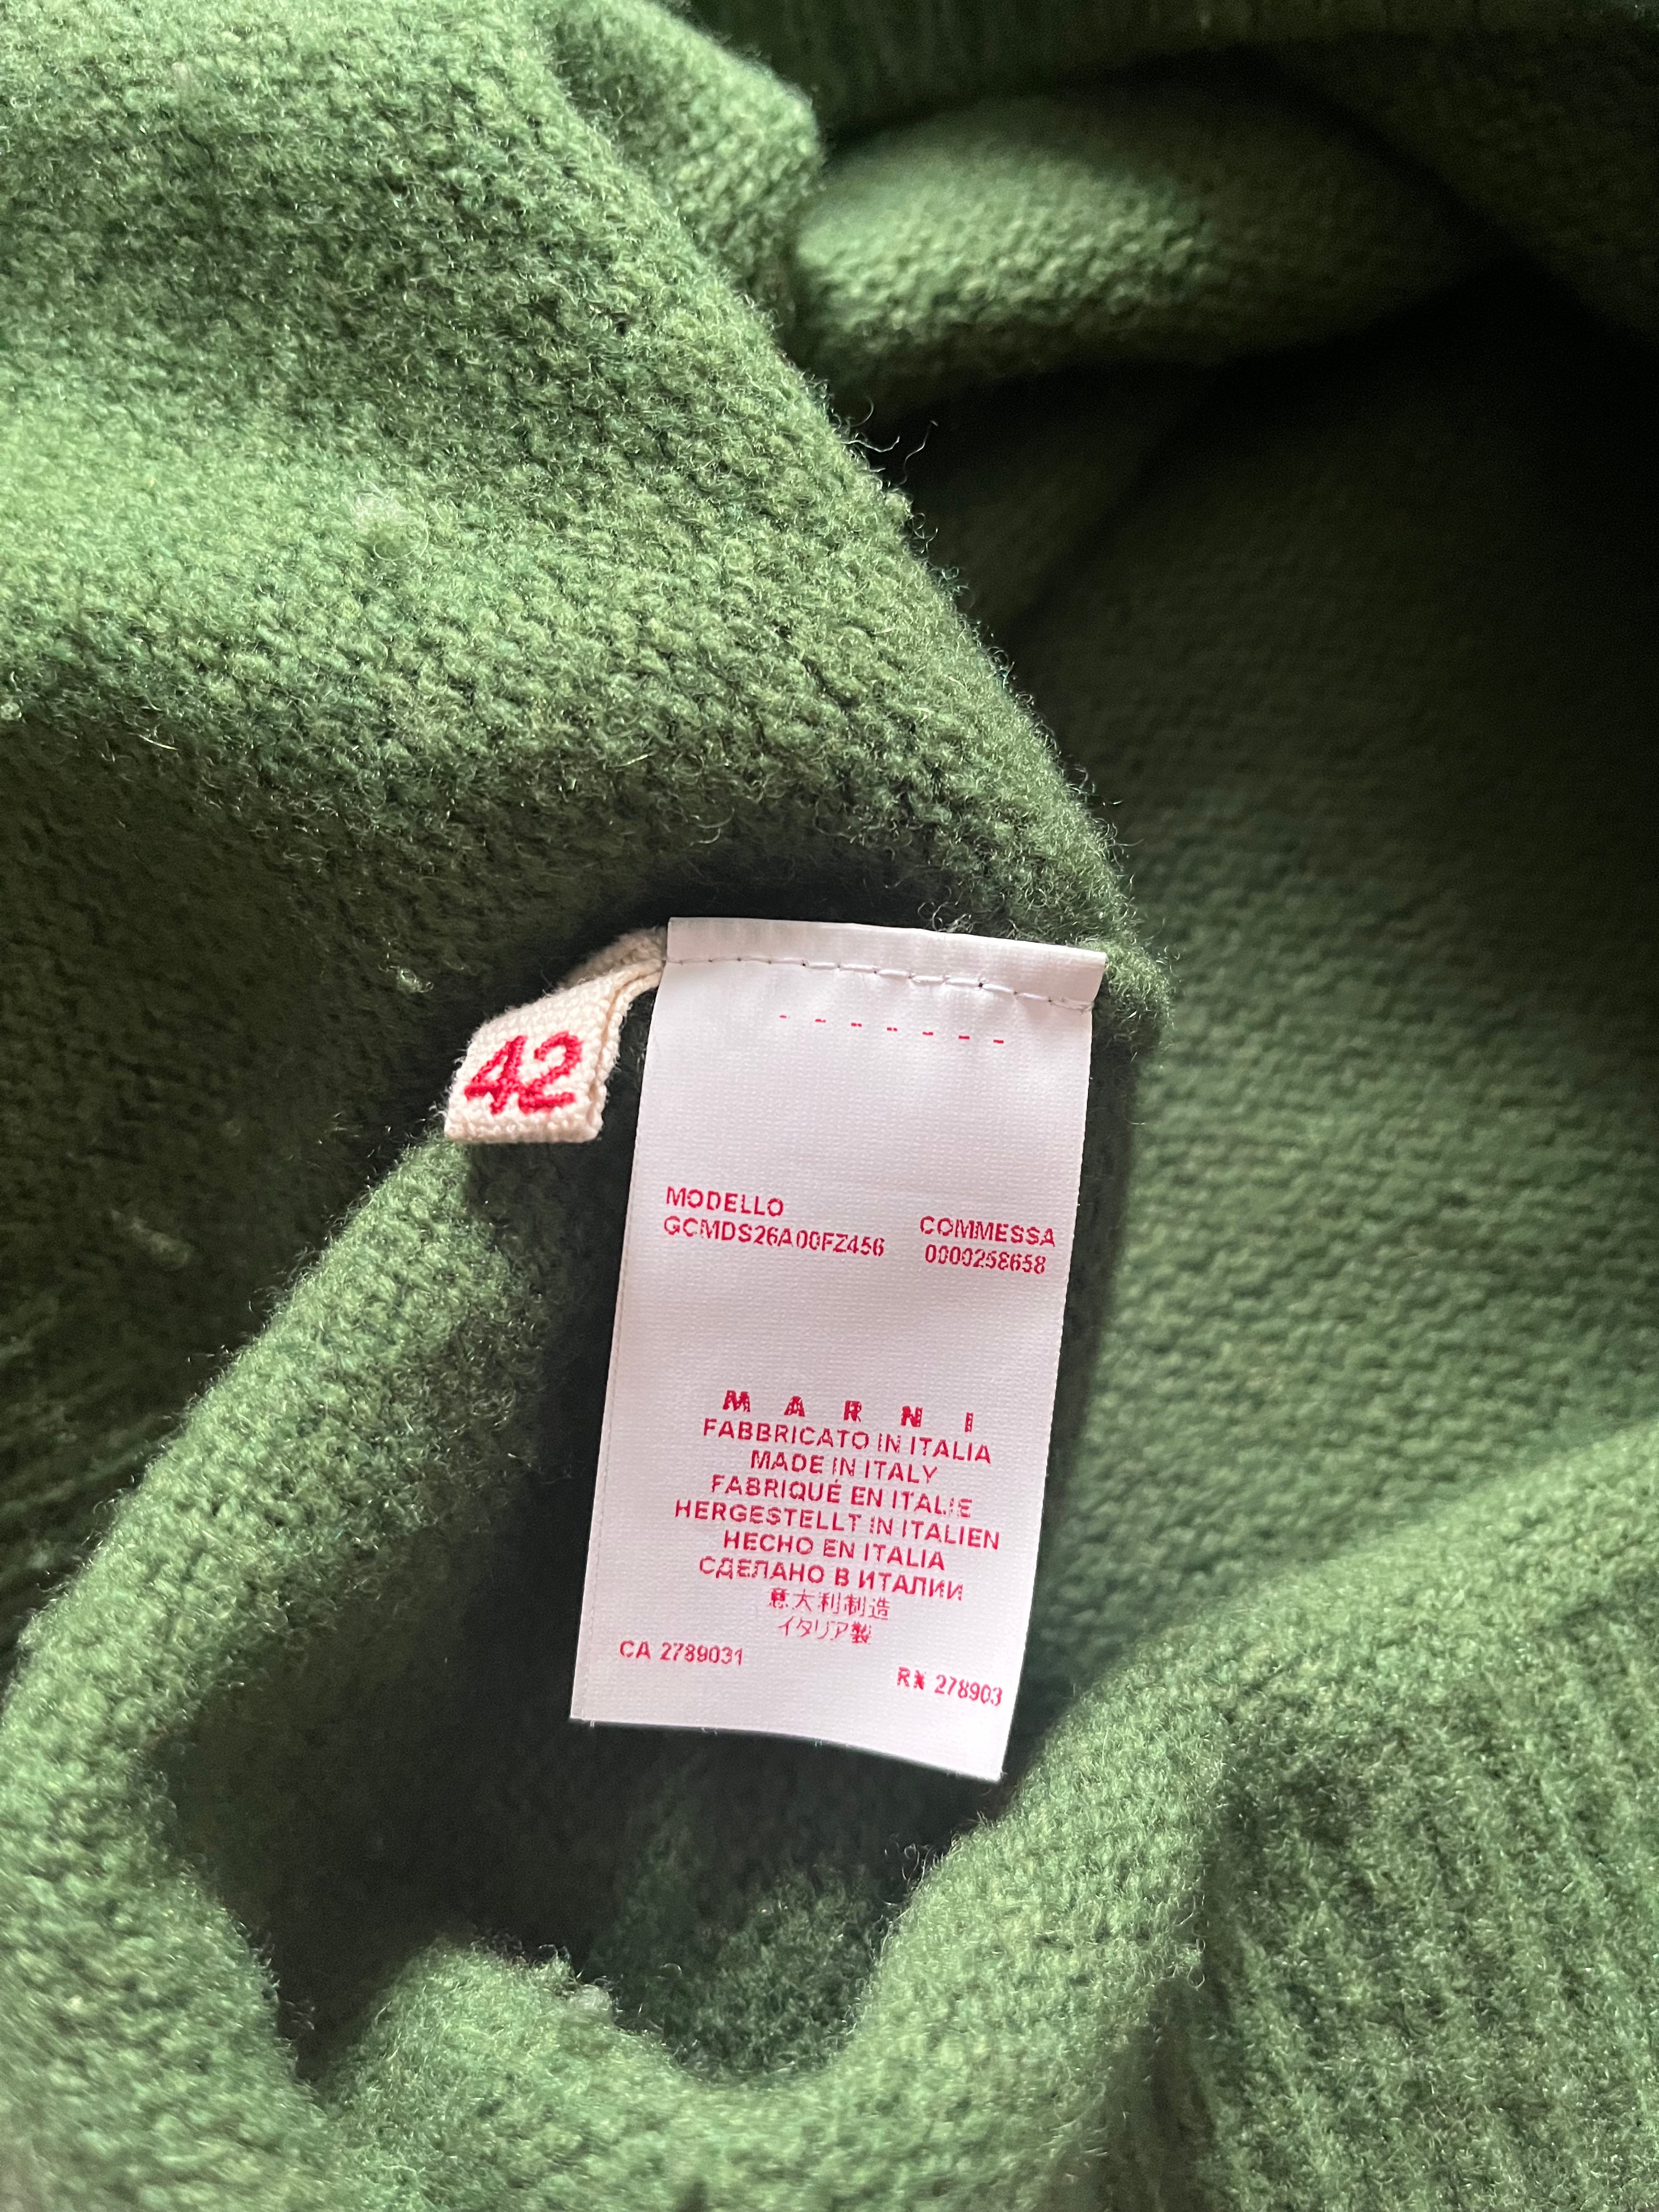 42
- - - - - - -
MODELLO
GCMDS26A00FZ456
COMMESSA
0000258658
M A R N I
FABBRICATO IN ITALIA
MADE IN ITALY
FABRIQUÉ EN ITALIE
HERGESTELLT IN ITALIEN
HECHO EN ITALIA
СДЕЛАНО В ИТАЛИИ
意大利制造
イタリア製
CA 2789031
RN 278903